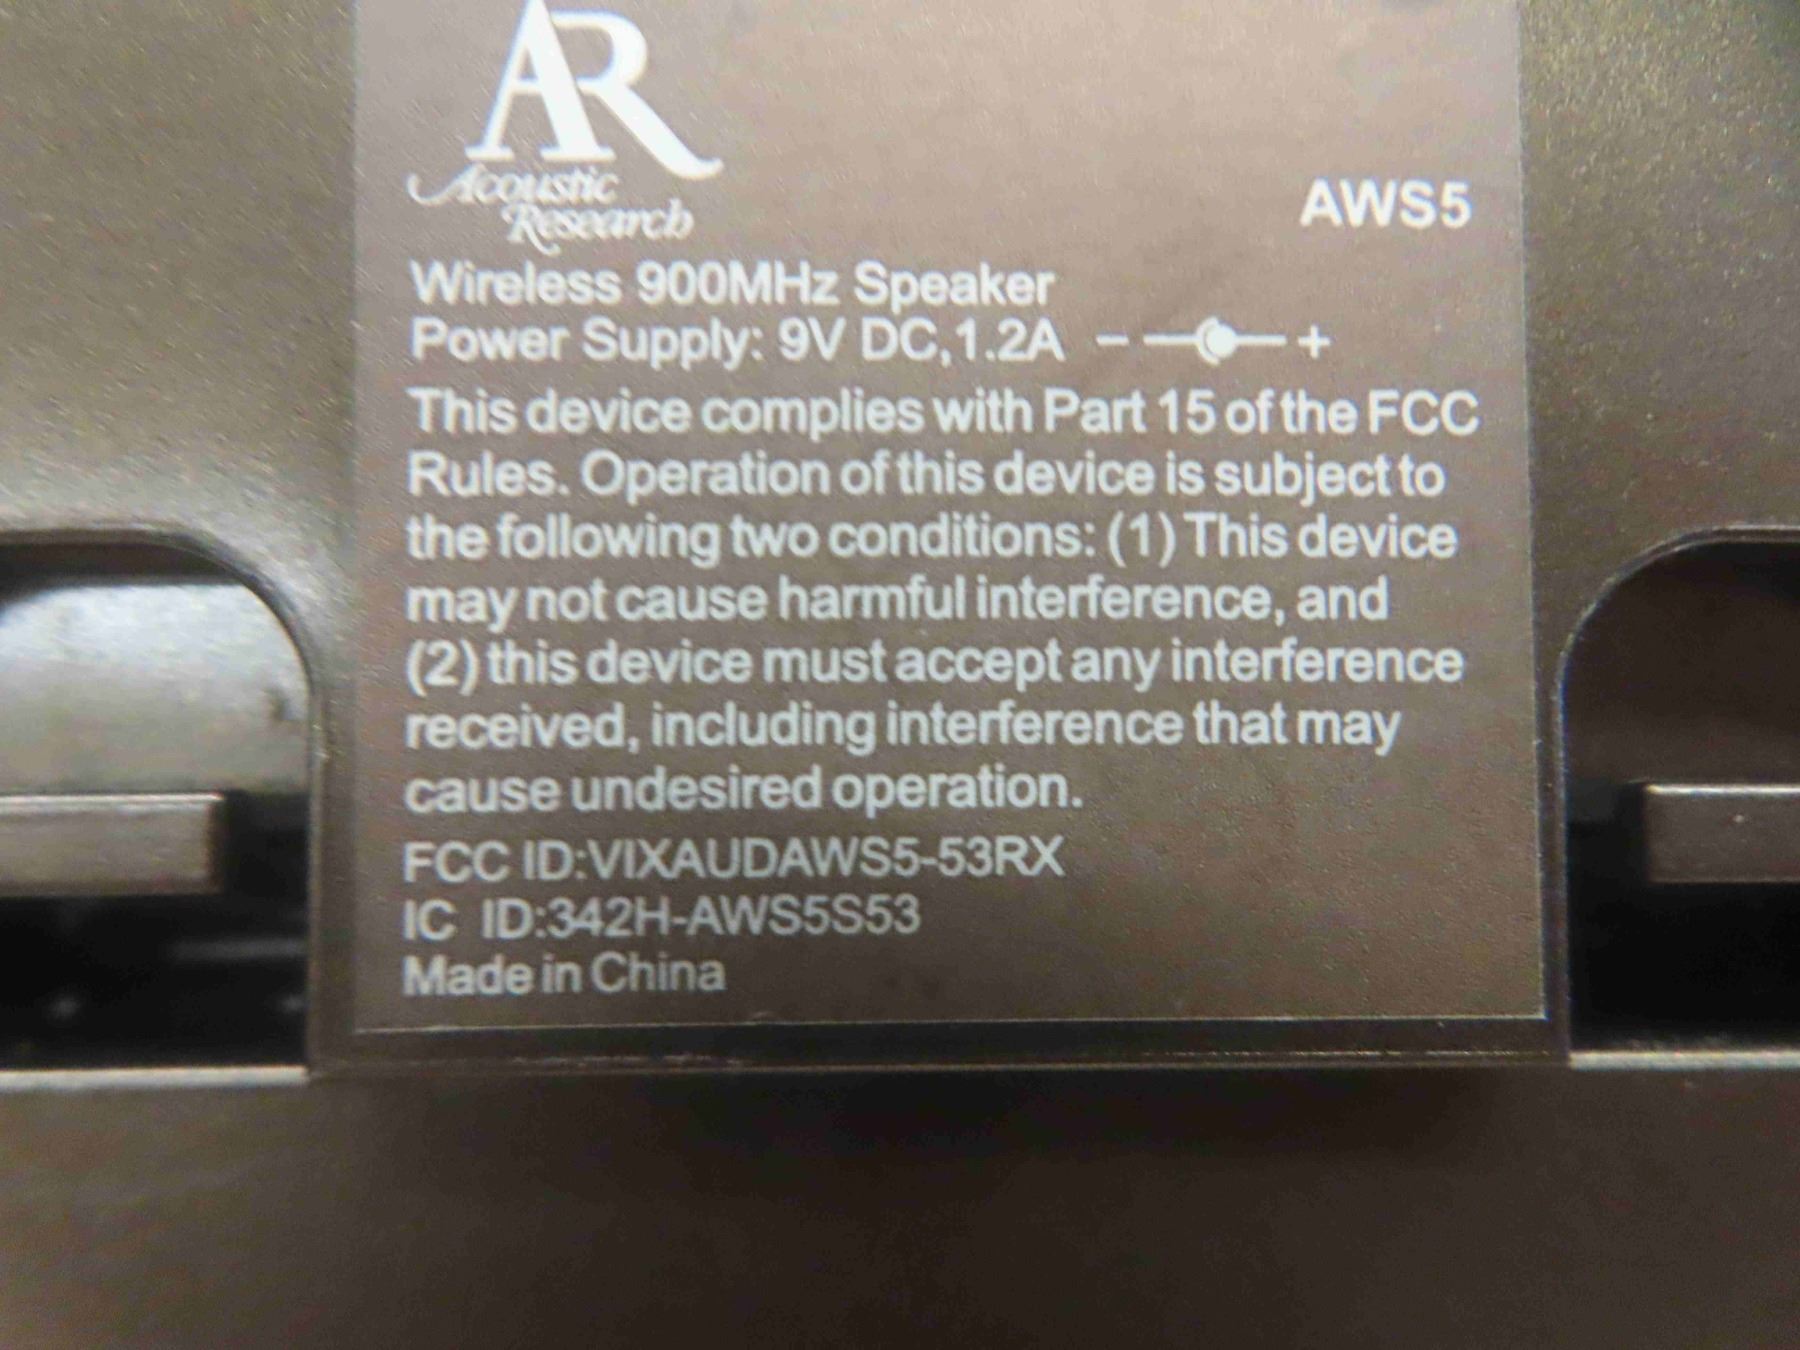 AR
Acoustic
Research
AWS5
Wireless 900MHz Speaker
Power Supply: 9V DC,1.2A - +
This device complies with Part 15 of the FCC
Rules. Operation of this device is subject to
the following two conditions: (1) This device
may not cause harmful interference, and
(2) this device must accept any interference
received, including interference that may
cause undesired operation.
FCC ID:VIXAUDAWS5-53RX
IC ID:342H-AWS5S53
Made in China